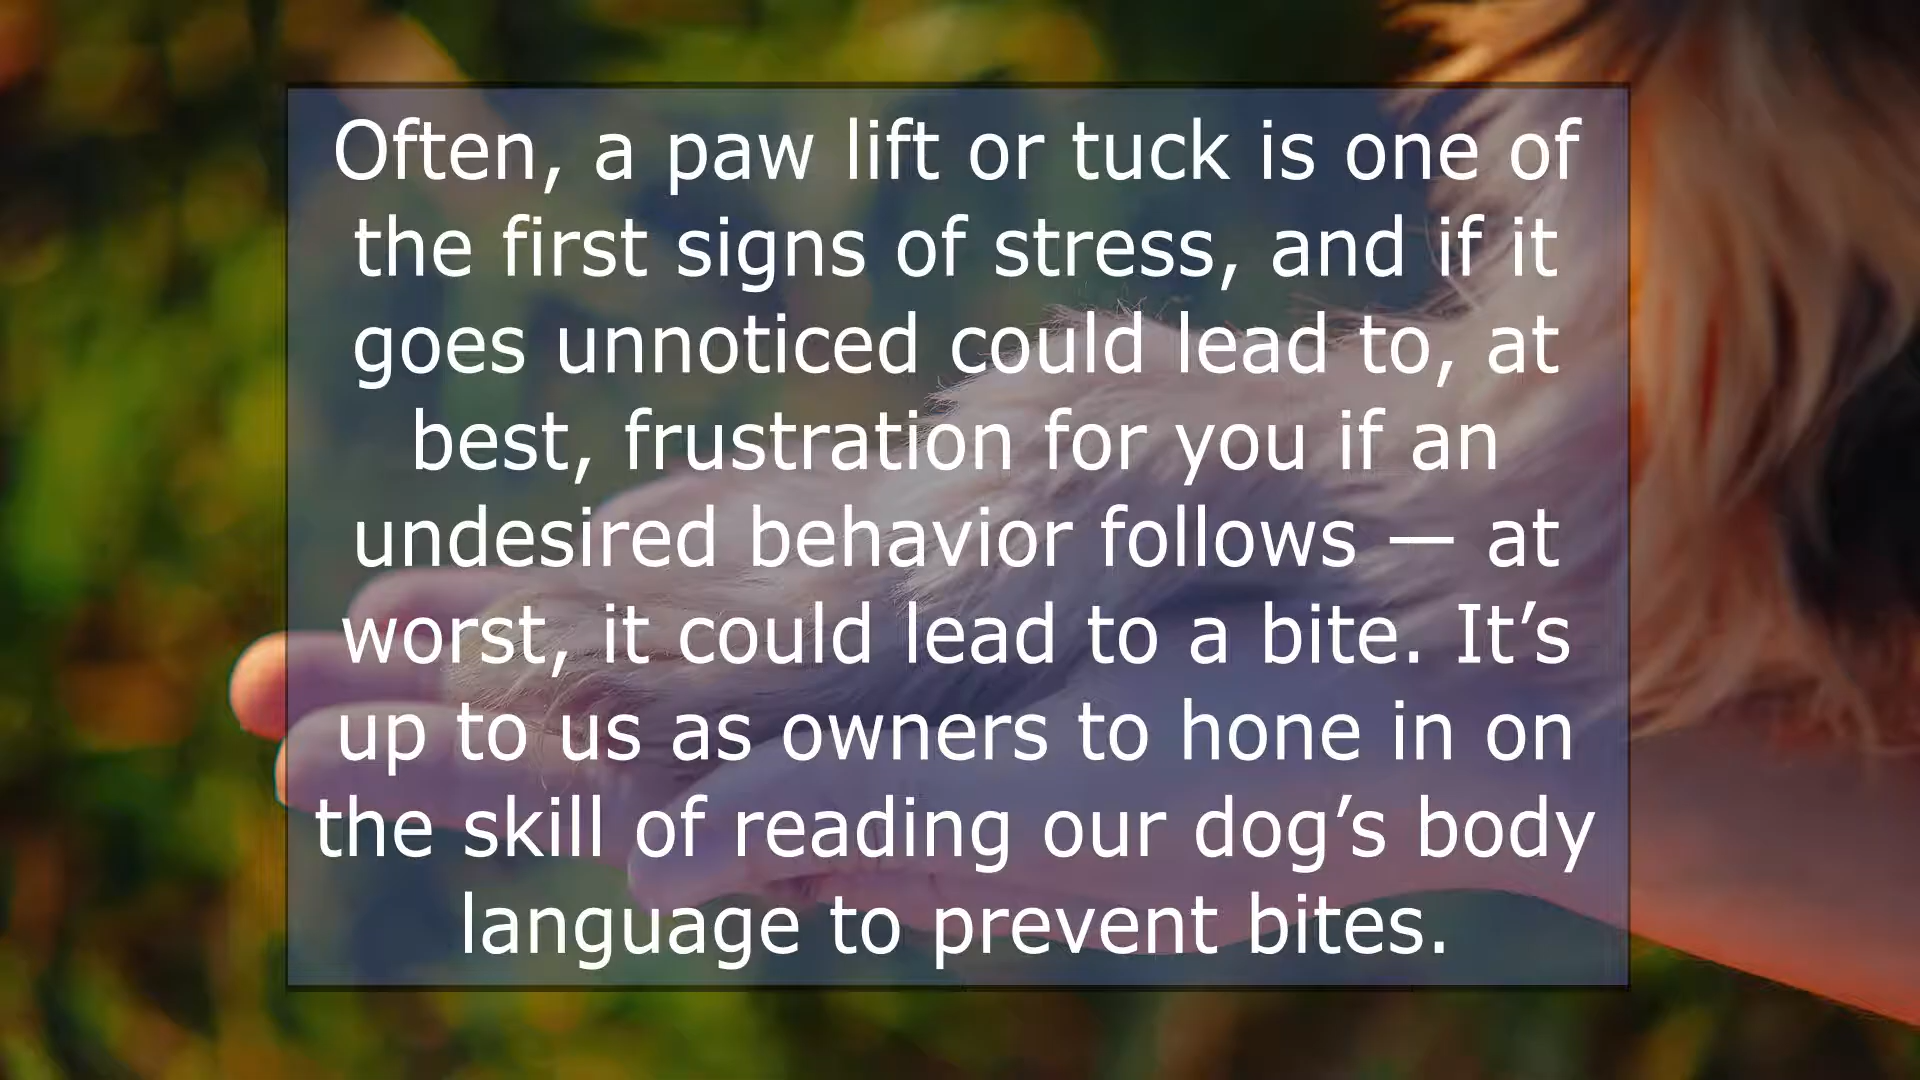 Often, a paw lift or tuck is one of
the first signs of stress, and if it
goes unnoticed could lead to, at
best, frustration for you if an
undesired behavior follows — at
worst, it could lead to a bite. It’s
up to us as owners to hone in on
the skill of reading our dog’s body
language to prevent bites.